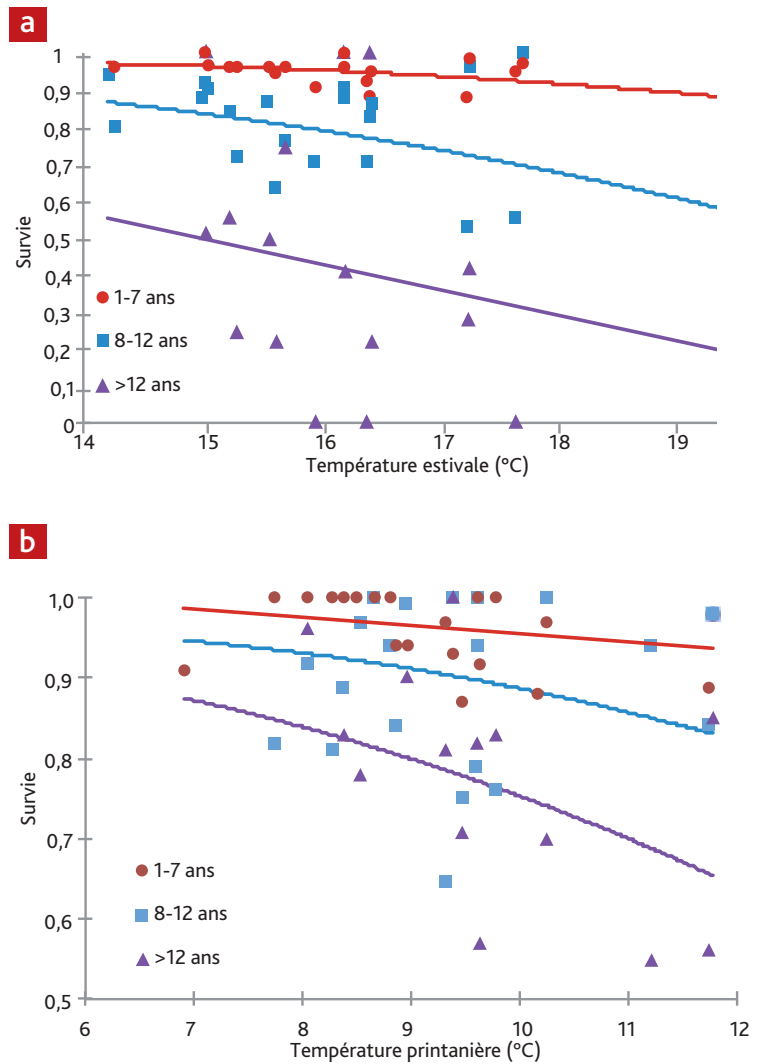 a
1
0,9
0,8
0,7
0,6
0,5
0,4
0,3
0,2
0,1
0
Survie
1-7 ans
8-12 ans
>12 ans
14 15 16 17 18 19
Température estivale (°C)
b
1,0
0,9
0,8
0,7
0,6
0,5
Survie
1-7 ans
8-12 ans
>12 ans
6 7 8 9 10 11 12
Température printanière (°C)